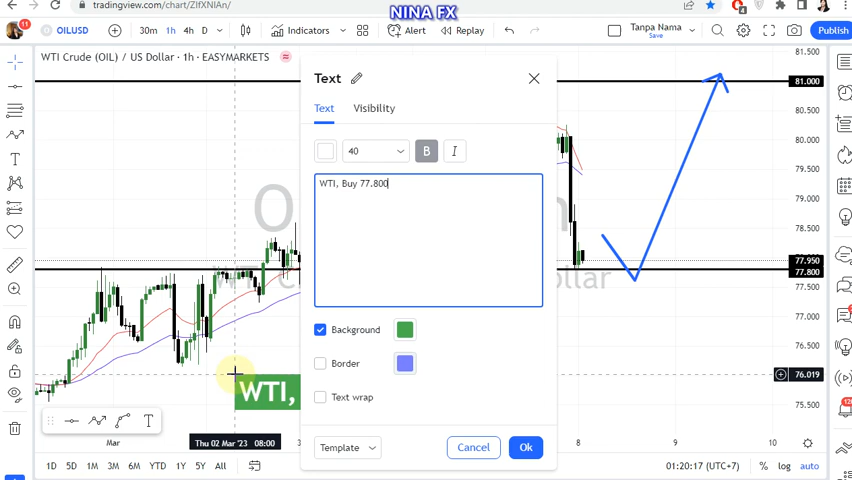 NINA FX
tradingview.com/chart/ZIfXNIAn/
11
OILUSD
30m 1h 4h D
Indicators
Alert
Replay
Tanpa Nama
Save
Publish
WTI Crude (OIL) / US Dollar · 1h · EASYMARKETS
81.500
81.000
80.500
80.000
79.500
79.000
78.500
77.950
77.800
77.500
77.000
76.500
76.019
75.500
Text
Text Visibility
40 B I
WTI, Buy 77.800
Background
Border
Text wrap
Template
Cancel
Ok
WTI,
Mar
Thu 02 Mar '23 08:00
8 9 10
1D 5D 1M 3M 6M YTD 1Y 5Y All
01:20:17 (UTC+7)
% log auto